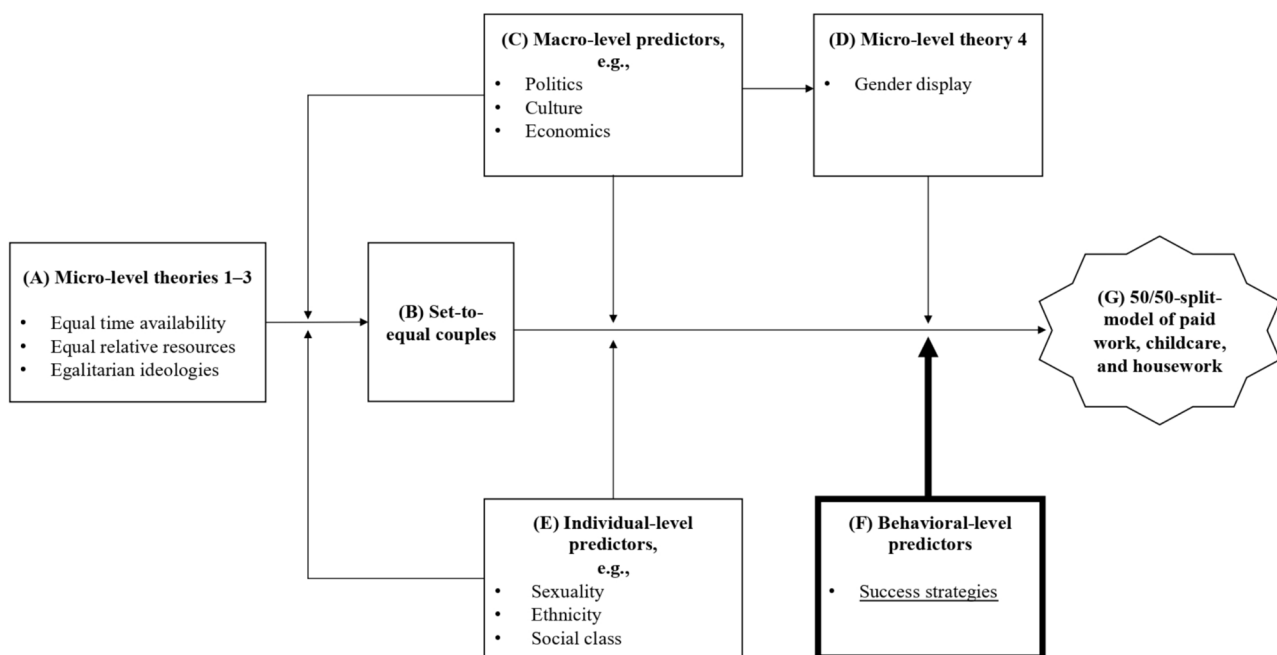 (C) Macro-level predictors,
e.g.,
• Politics
• Culture
• Economics
(D) Micro-level theory 4
• Gender display
(A) Micro-level theories 1–3
• Equal time availability
• Equal relative resources
• Egalitarian ideologies
(B) Set-to-
equal couples
(G) 50/50-split-
model of paid
work, childcare,
and housework
(E) Individual-level
predictors,
e.g.,
• Sexuality
• Ethnicity
• Social class
(F) Behavioral-level
predictors
• Success strategies